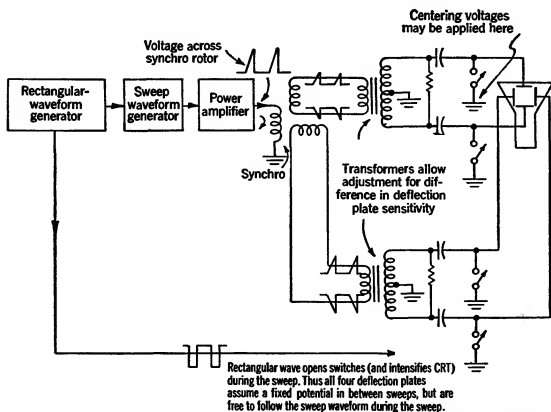 Centering voltages
may be applied here
Voltage across
synchro rotor
Rectangular-
waveform
generator
Sweep
waveform
generator
Power
amplifier
Synchro
Transformers allow
adjustment for dif-
ference in deflection
plate sensitivity
Rectangular wave opens switches (and intensifies CRT)
during the sweep. Thus all four deflection plates
assume a fixed potential in between sweeps, but are
free to follow the sweep waveform during the sweep.